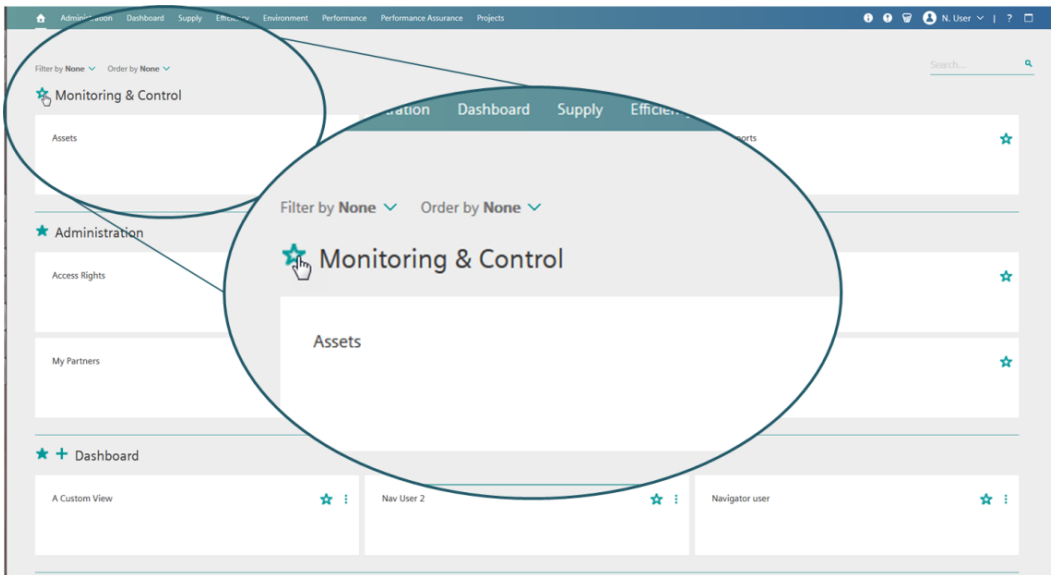 Administration Dashboard Supply Efficiency Environment Performance Performance Assurance Projects N. User ?
Filter by None Order by None Search...
Monitoring & Control
Assets
Administration
Access Rights
My Partners
Dashboard Supply
Filter by None Order by None
Monitoring & Control
Assets
Dashboard
A Custom View Nav User 2 Navigator user